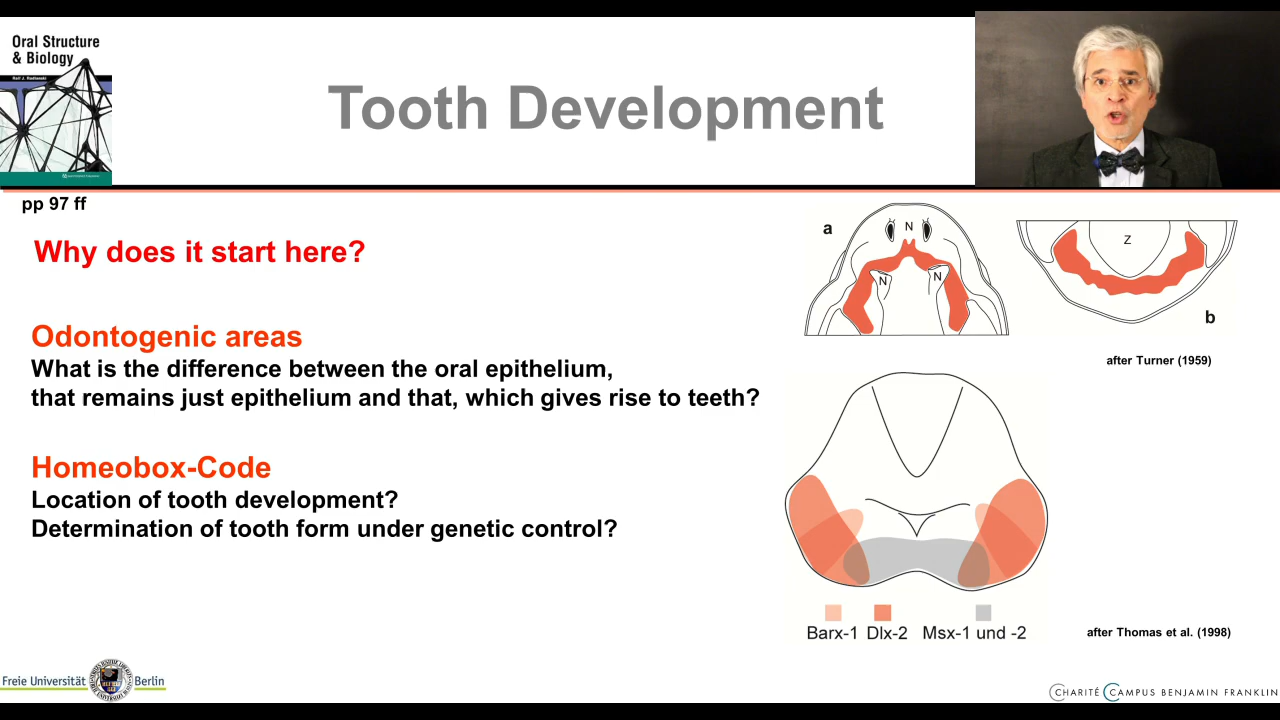 Oral Structure
& Biology
Ralf J. Radlanski
Tooth Development
pp 97 ff
Why does it start here?
Odontogenic areas
What is the difference between the oral epithelium,
that remains just epithelium and that, which gives rise to teeth?
Homeobox-Code
Location of tooth development?
Determination of tooth form under genetic control?
a
N
N
N
Z
b
after Turner (1959)
Barx-1 Dlx-2 Msx-1 und -2
after Thomas et al. (1998)
Freie Universität Berlin
CHARITÉ CAMPUS BENJAMIN FRANKLIN